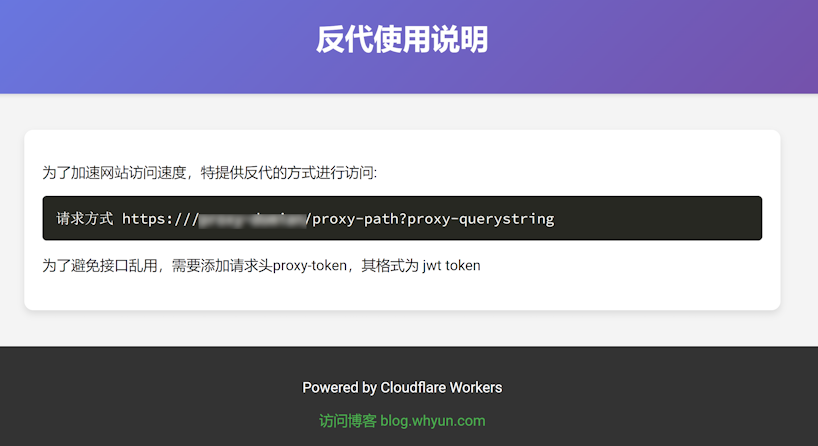 反代使用说明
为了加速网站访问速度，特提供反代的方式进行访问:
请求方式 https:///proxy-path?proxy-querystring
为了避免接口乱用，需要添加请求头proxy-token，其格式为 jwt token
Powered by Cloudflare Workers
访问博客 blog.whyun.com